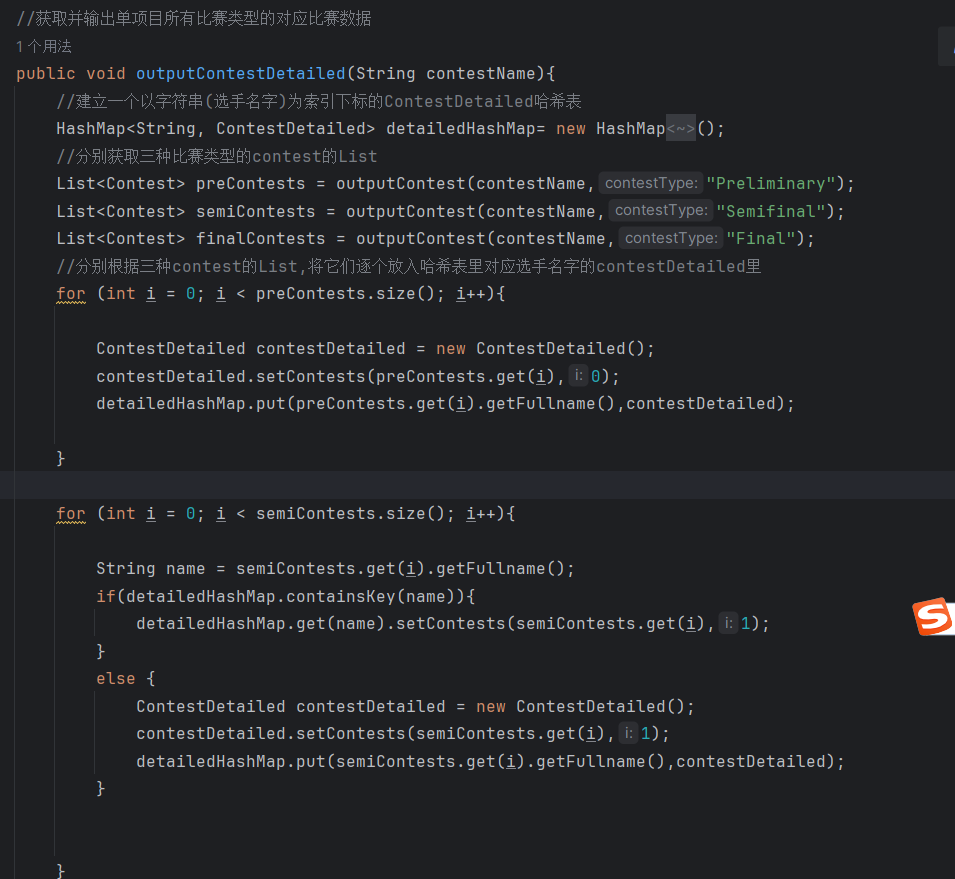 //获取并输出单项目所有比赛类型的对应比赛数据
1 个用法
public void outputContestDetailed(String contestName){
//建立一个以字符串(选手名字)为索引下标的ContestDetailed哈希表
HashMap<String, ContestDetailed> detailedHashMap= new HashMap<~>();
//分别获取三种比赛类型的contest的List
List<Contest> preContests = outputContest(contestName, contestType: "Preliminary");
List<Contest> semiContests = outputContest(contestName, contestType: "Semifinal");
List<Contest> finalContests = outputContest(contestName, contestType: "Final");
//分别根据三种contest的List,将它们逐个放入哈希表里对应选手名字的contestDetailed里
for (int i = 0; i < preContests.size(); i++){
ContestDetailed contestDetailed = new ContestDetailed();
contestDetailed.setContests(preContests.get(i), i: 0);
detailedHashMap.put(preContests.get(i).getFullname(),contestDetailed);
}
for (int i = 0; i < semiContests.size(); i++){
String name = semiContests.get(i).getFullname();
if(detailedHashMap.containsKey(name)){
detailedHashMap.get(name).setContests(semiContests.get(i), i: 1);
}
else {
ContestDetailed contestDetailed = new ContestDetailed();
contestDetailed.setContests(semiContests.get(i), i: 1);
detailedHashMap.put(semiContests.get(i).getFullname(),contestDetailed);
}
}